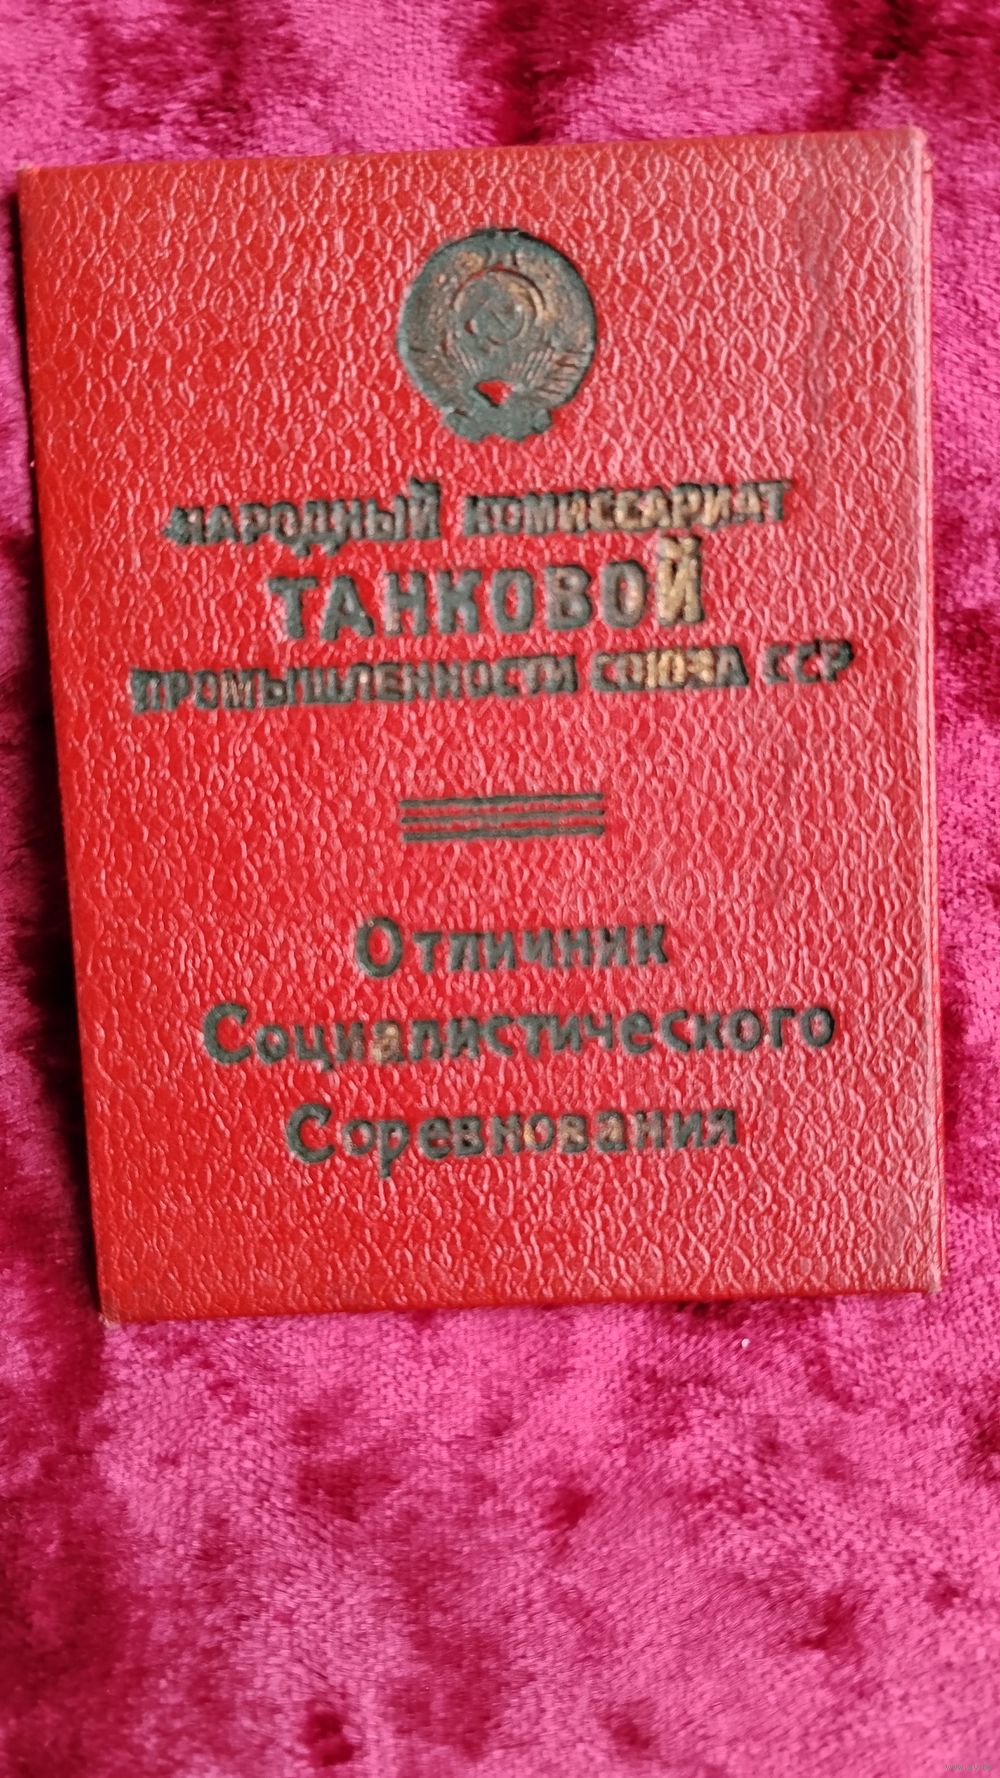 НАРОДНЫЙ КОМИССАРИАТ
ТАНКОВОЙ
ПРОМЫШЛЕННОСТИ СОЮЗА ССР
Отличник
Социалистического
Соревнования